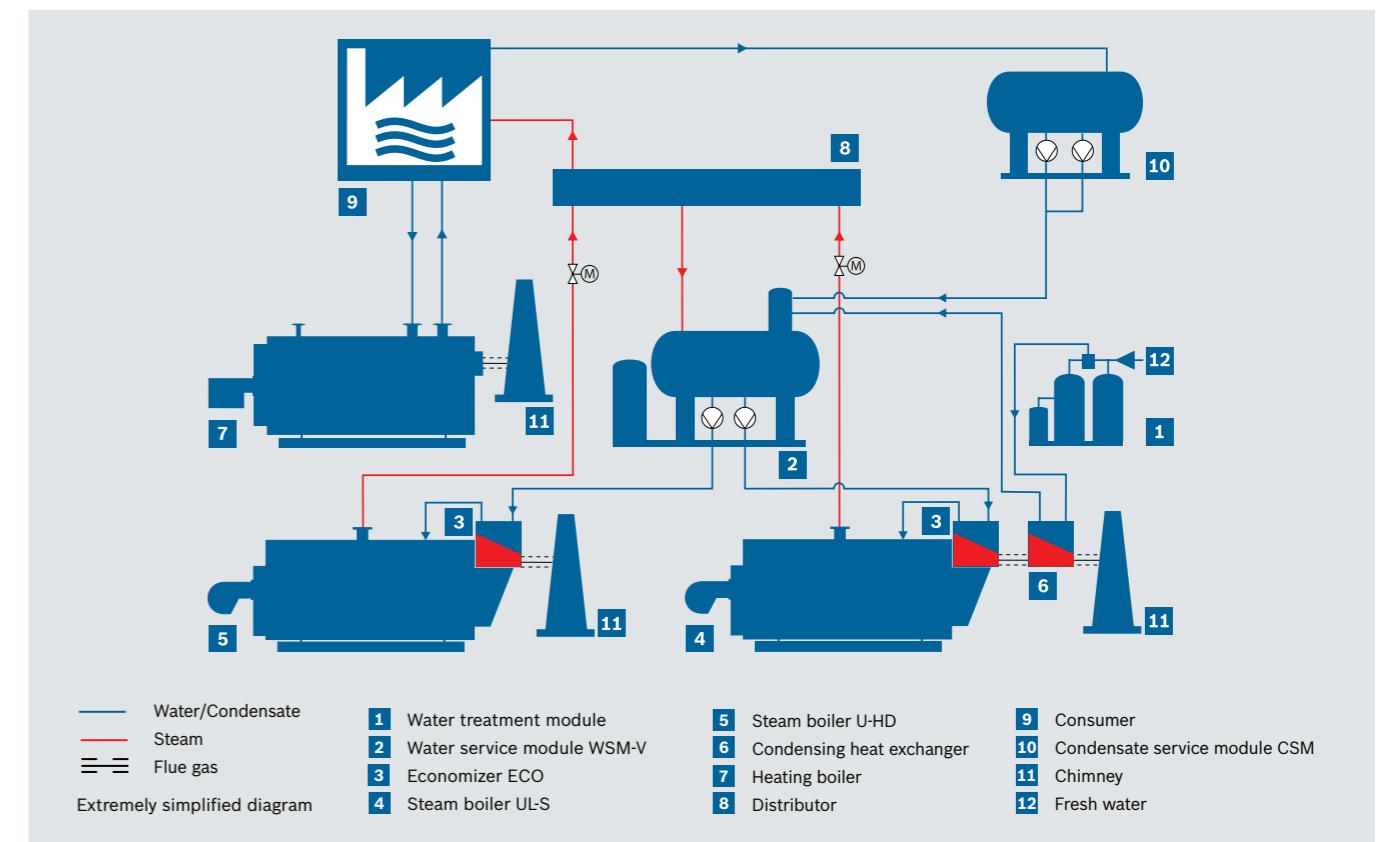 8
10
9
M
M
12
11
7
1
2
3
3
6
5
11
4
11
Water/Condensate
Steam
Flue gas
Extremely simplified diagram
1 Water treatment module
2 Water service module WSM-V
3 Economizer ECO
4 Steam boiler UL-S
5 Steam boiler U-HD
6 Condensing heat exchanger
7 Heating boiler
8 Distributor
9 Consumer
10 Condensate service module CSM
11 Chimney
12 Fresh water